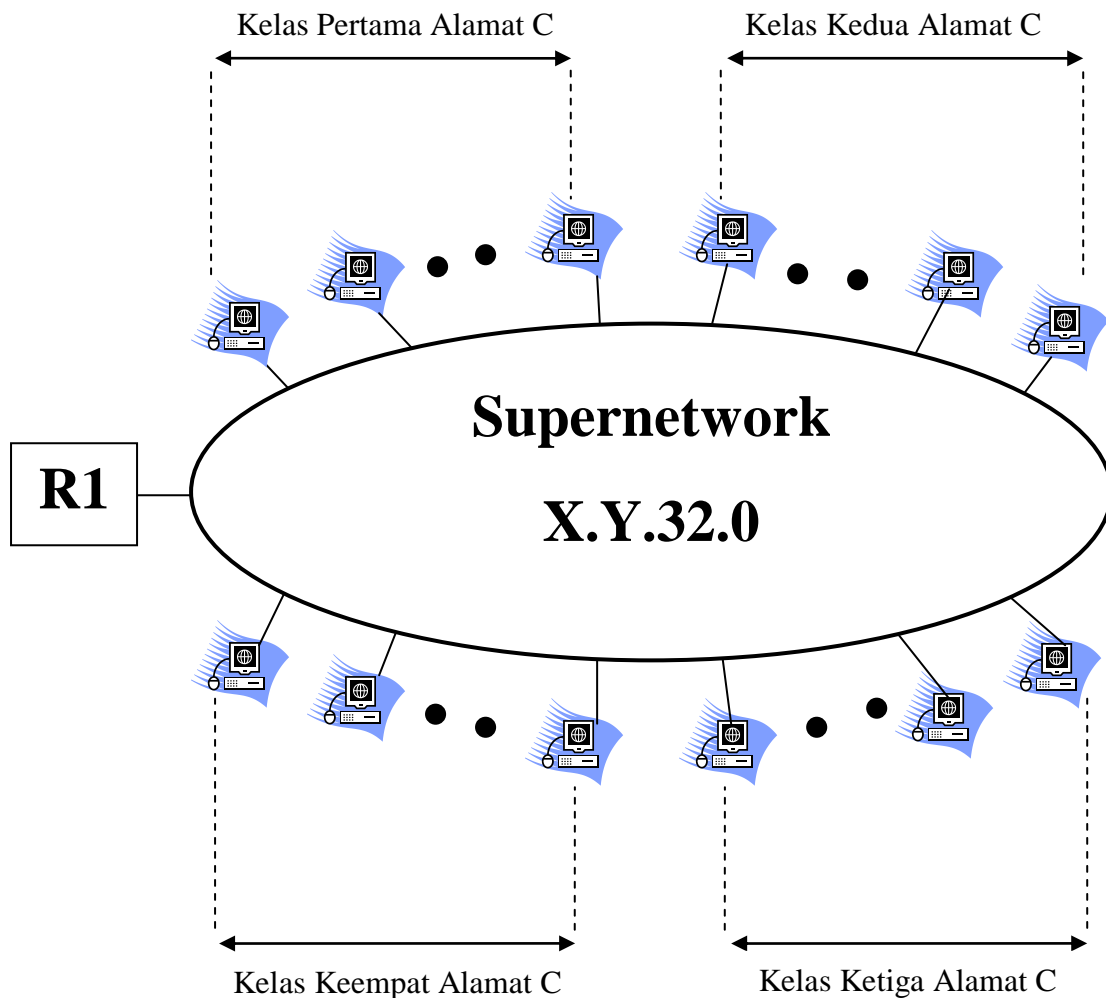 Kelas Pertama Alamat C
Kelas Kedua Alamat C
Supernetwork
R1
X.Y.32.0
Kelas Keempat Alamat C
Kelas Ketiga Alamat C